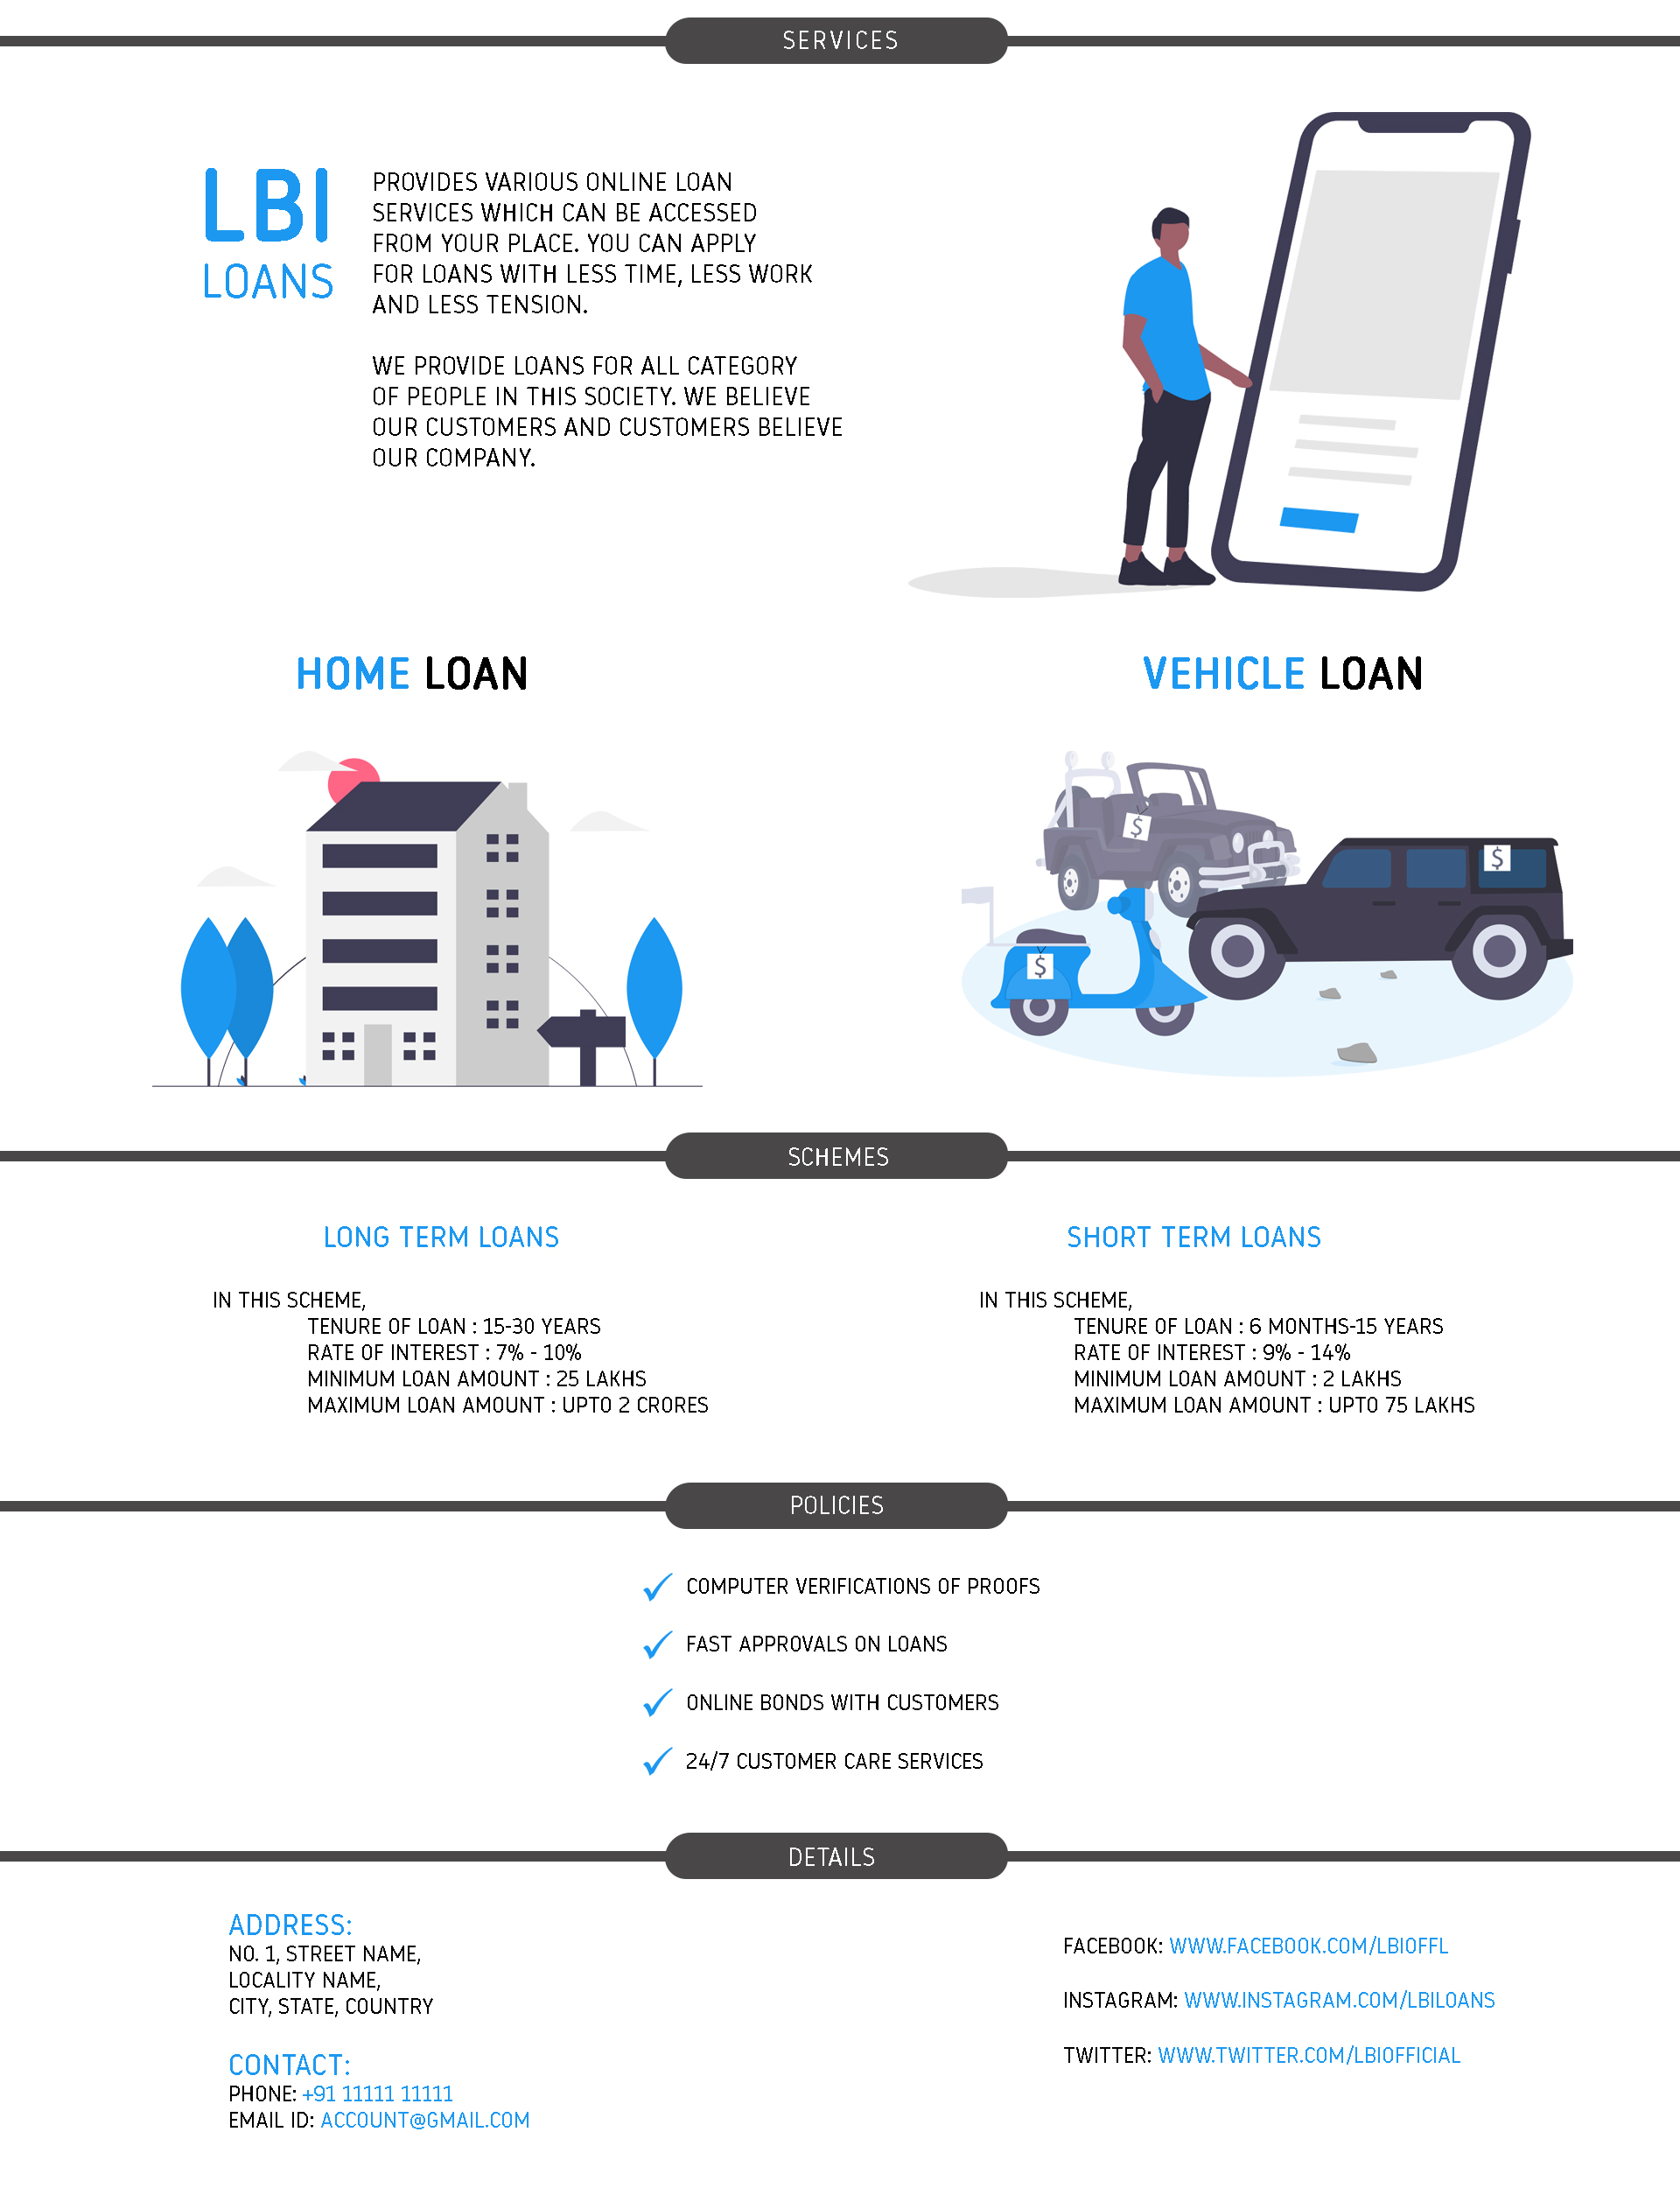 SERVICES
LBI
LOANS
PROVIDES VARIOUS ONLINE LOAN
SERVICES WHICH CAN BE ACCESSED
FROM YOUR PLACE. YOU CAN APPLY
FOR LOANS WITH LESS TIME, LESS WORK
AND LESS TENSION.
WE PROVIDE LOANS FOR ALL CATEGORY
OF PEOPLE IN THIS SOCIETY. WE BELIEVE
OUR CUSTOMERS AND CUSTOMERS BELIEVE
OUR COMPANY.
HOME LOAN
VEHICLE LOAN
$
$
$
SCHEMES
LONG TERM LOANS
IN THIS SCHEME,
TENURE OF LOAN : 15-30 YEARS
RATE OF INTEREST : 7% - 10%
MINIMUM LOAN AMOUNT : 25 LAKHS
MAXIMUM LOAN AMOUNT : UPTO 2 CRORES
SHORT TERM LOANS
IN THIS SCHEME,
TENURE OF LOAN : 6 MONTHS-15 YEARS
RATE OF INTEREST : 9% - 14%
MINIMUM LOAN AMOUNT : 2 LAKHS
MAXIMUM LOAN AMOUNT : UPTO 75 LAKHS
POLICIES
COMPUTER VERIFICATIONS OF PROOFS
FAST APPROVALS ON LOANS
ONLINE BONDS WITH CUSTOMERS
24/7 CUSTOMER CARE SERVICES
DETAILS
ADDRESS:
NO. 1, STREET NAME,
LOCALITY NAME,
CITY, STATE, COUNTRY
CONTACT:
PHONE: +91 11111 11111
EMAIL ID: ACCOUNT@GMAIL.COM
FACEBOOK: WWW.FACEBOOK.COM/LBIOFFL
INSTAGRAM: WWW.INSTAGRAM.COM/LBILOANS
TWITTER: WWW.TWITTER.COM/LBIOFFICIAL